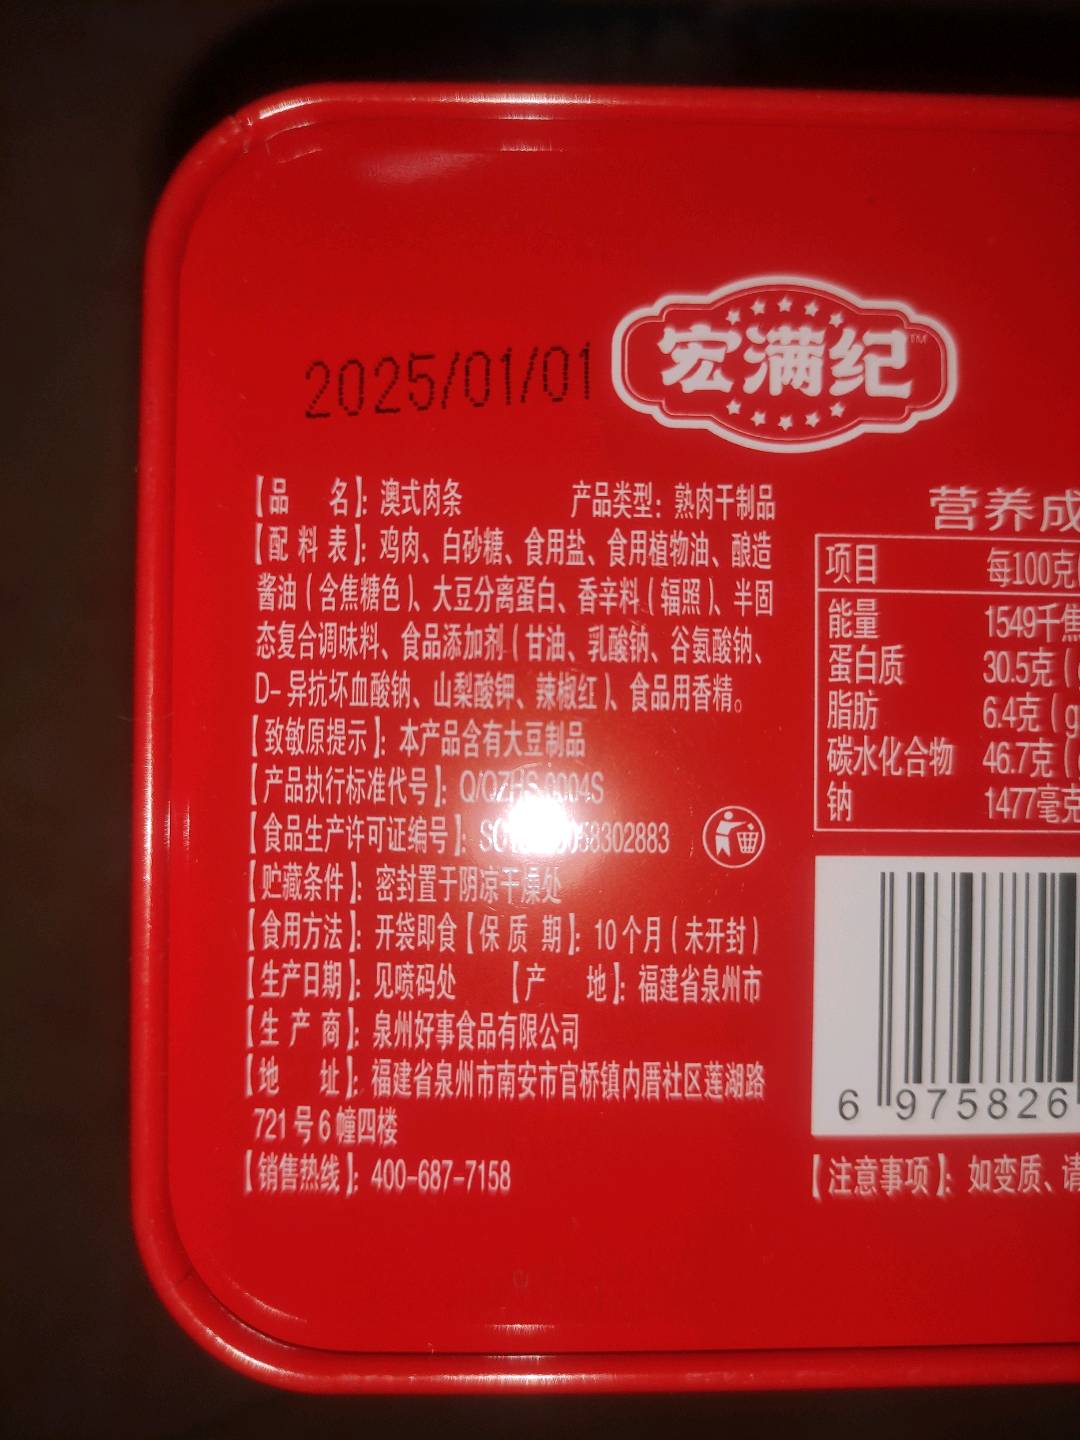 2025/01/01
宏满纪 TM
【品 名】：澳式肉条 产品类型：熟肉干制品
【配 料 表】：鸡肉、白砂糖、食用盐、食用植物油、酿造
酱油（含焦糖色）、大豆分离蛋白、香辛料（辐照）、半固
态复合调味料、食品添加剂（甘油、乳酸钠、谷氨酸钠、
D-异抗坏血酸钠、山梨酸钾、辣椒红）、食品用香精。
【致敏原提示】：本产品含有大豆制品
【产品执行标准代号】：Q/QZHS 0004S
【食品生产许可证编号】：
【贮藏条件】：密封置于阴凉干燥处
【食用方法】：开袋即食【保 质 期】：10个月（未开封）
【生产日期】：见喷码处 【产 地】：福建省泉州市
【生 产 商】：泉州好事食品有限公司
【地 址】：福建省泉州市南安市官桥镇内厝社区莲湖路
721号6幢四楼
【销售热线】：400-687-7158
营养成
项目 每100克
能量 1549千焦
蛋白质 30.5克（
脂肪 6.4克（g
碳水化合物 46.7克（
钠 1477毫克
6 975826
【注意事项】：如变质、请